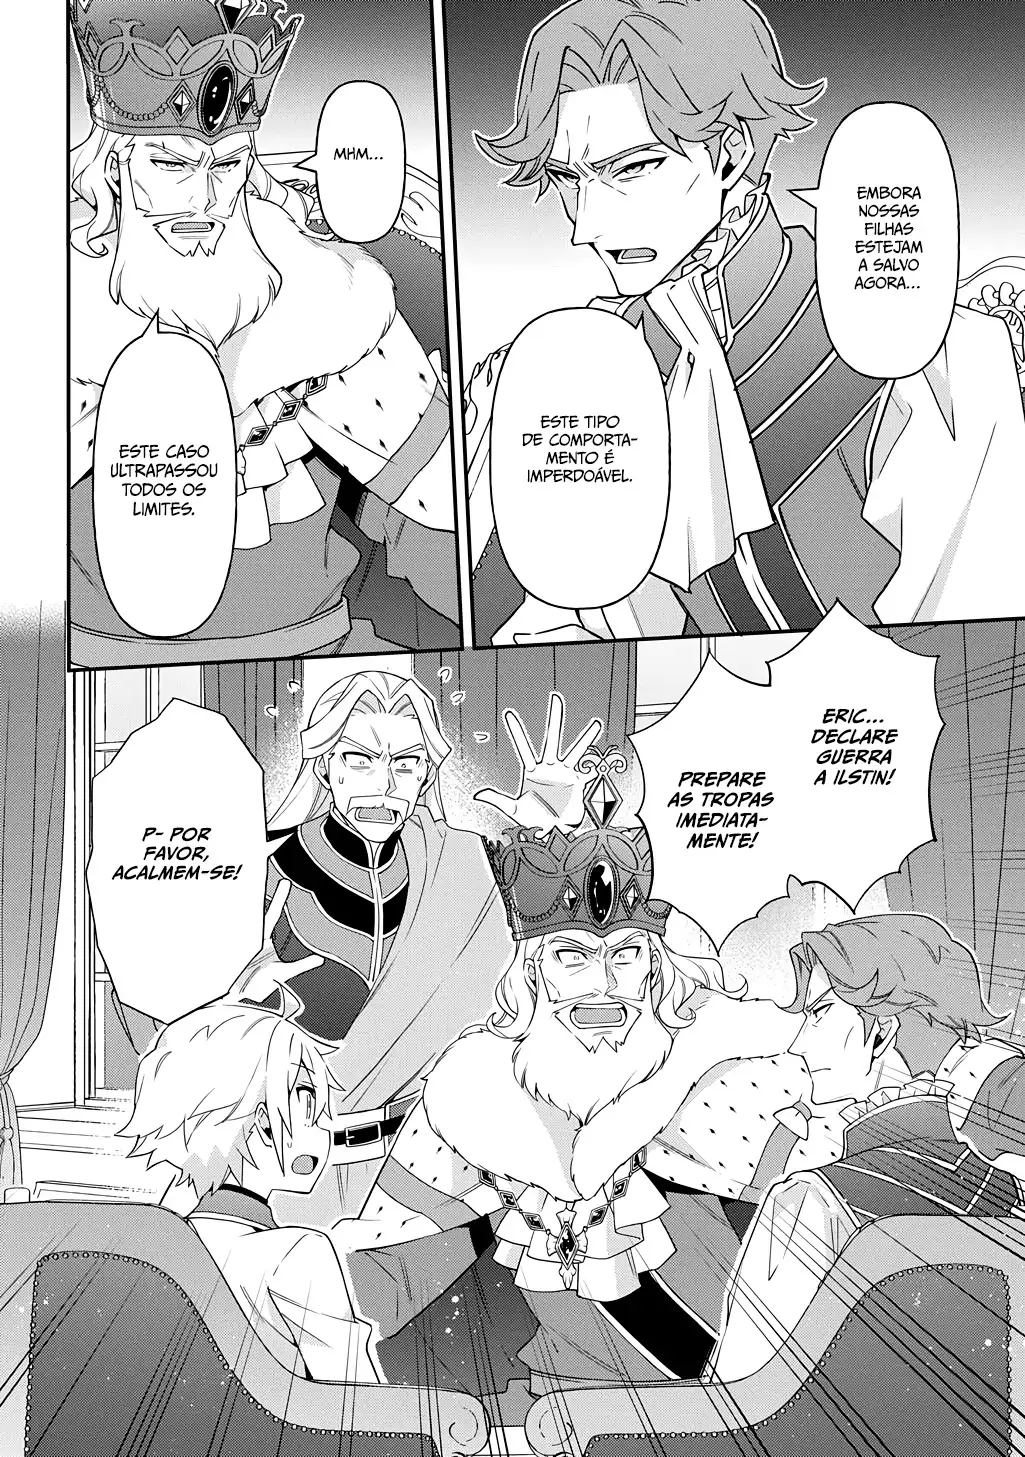 EMBORA
NOSSAS
FILHAS
ESTEJAM
A SALVO
AGORA...
ESTE TIPO
DE COMPORTA-
MENTO É
IMPERDOÁVEL.
MHM...
ESTE CASO
ULTRAPASSOU
TODOS OS
LIMITES.
ERIC...
DECLARE
GUERRA
A ILSTIN!
PREPARE
AS TROPAS
IMEDIATA-
MENTE!
P- POR
FAVOR,
ACALMEM-SE!